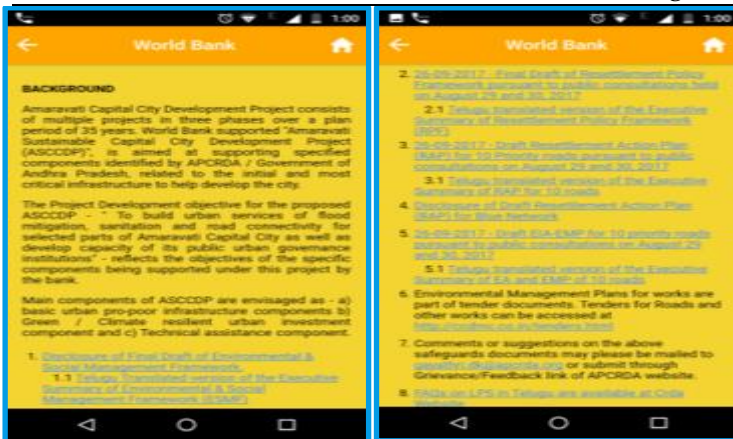 1:00
World Bank
BACKGROUND
Amaravati Capital City Development Project consists
of multiple projects in three phases over a plan
period of 35 years. World Bank supported "Amaravati
Sustainable Capital City Development Project
(ASCCDP)", is aimed at supporting specified
components identified by APCRDA / Government of
Andhra Pradesh, related to the initial and most
critical infrastructure to help develop the city.
The Project Development objective for the proposed
ASCCDP - " To build urban services of flood
mitigation, sanitation and road connectivity for
selected parts of Amaravati Capital City as well as
develop capacity of its public urban governance
institutions" - reflects the objectives of the specific
components being supported under this project by
the bank.
Main components of ASCCDP are envisaged as - a)
basic urban pro-poor infrastructure components b)
Green / Climate resilient urban investment
component and c) Technical assistance component.
1. Disclosure of Final Draft of Environmental &
Social Management Framework.
1.1 Telugu Translated version of the Executive
Summary of Environmental & Social
Management Framework (ESMF)
1:00
World Bank
2. 26-09-2017 - Final Draft of Resettlement Policy
Framework pursuant to public consultations held
on August 29 and 30, 2017
2.1 Telugu translated version of the Executive
Summary of Resettlement Policy Framework
(RPF)
3. 26-09-2017 - Draft Resettlement Action Plan
(RAP) for 10 Priority roads pursuant to public
consultations on August 29 and 30, 2017
3.1 Telugu translated version of the Executive
Summary of RAP for 10 roads
4. Disclosure of Draft Resettlement Action Plan
(RAP) for Blue Network
5. 26-09-2017 - Draft EIA-EMP for 10 priority roads
pursuant to public consultations on August 29
and 30, 2017
5.1 Telugu translated version of the Executive
Summary of EA and EMP of 10 roads
6. Environmental Management Plans for works are
part of tender documents. Tenders for Roads and
other works can be accessed at
7. Comments or suggestions on the above
safeguards documents may please be mailed to
or submit through
Grievance/Feedback link of APCRDA website.
8. FAQs on LPS in Telugu are available at Crda
Website